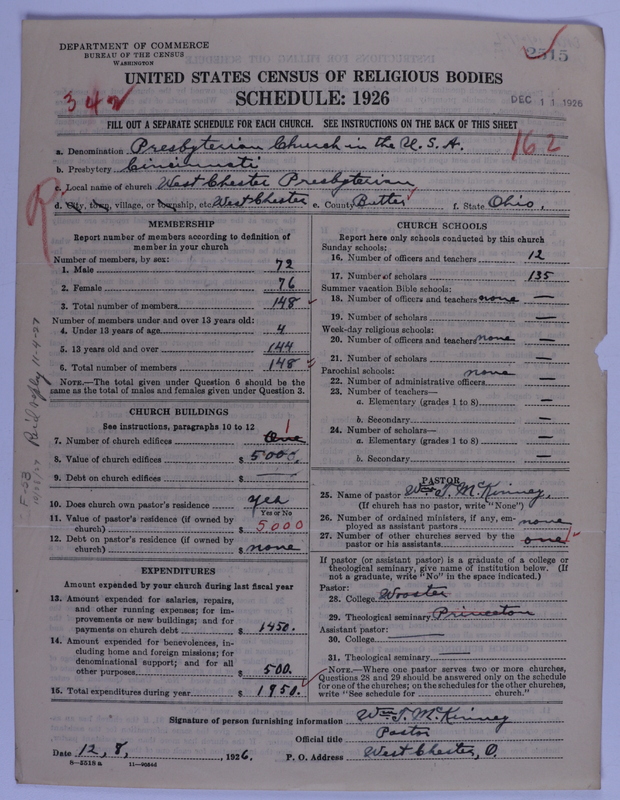 DEPARTMENT OF COMMERCE
BUREAU OF THE CENSUS
WASHINGTON
2515
UNITED STATES CENSUS OF RELIGIOUS BODIES
342
SCHEDULE: 1926
DEC 11 1926
FILL OUT A SEPARATE SCHEDULE FOR EACH CHURCH. SEE INSTRUCTIONS ON THE BACK OF THIS SHEET
a. Denomination Presbyterian Church in the U.S.A.
162
b. Presbytery Cincinnati
c. Local name of church West Chester Presbyterian
d. City, town, village, or township, etc. West Chester e. County Butler f. State Ohio,
MEMBERSHIP
Report number of members according to definition of
member in your church
Number of members, by sex:
1. Male 72
2. Female 76
3. Total number of members 148
Number of members under and over 13 years old:
4. Under 13 years of age 4
5. 13 years old and over 144
6. Total number of members 148
NOTE.—The total given under Question 6 should be the
same as the total of males and females given under Question 3.
CHURCH BUILDINGS
See instructions, paragraphs 10 to 12
7. Number of church edifices One 1
8. Value of church edifices $ 5000.
9. Debt on church edifices $ —
10. Does church own pastor's residence yes
Yes or No
11. Value of pastor's residence (if owned by
church) $ 5000
12. Debt on pastor's residence (if owned by
church) $ none
EXPENDITURES
Amount expended by your church during last fiscal year
13. Amount expended for salaries, repairs,
and other running expenses; for im-
provements or new buildings; and for
payments on church debt $ 1450.
14. Amount expended for benevolences, in-
cluding home and foreign missions; for
denominational support; and for all
other purposes $ 500.
15. Total expenditures during year $ 1950.
CHURCH SCHOOLS
Report here only schools conducted by this church
Sunday schools:
16. Number of officers and teachers 12
17. Number of scholars 135
Summer vacation Bible schools:
18. Number of officers and teachers none —
19. Number of scholars —
Week-day religious schools:
20. Number of officers and teachers none —
21. Number of scholars —
Parochial schools: none
22. Number of administrative officers —
23. Number of teachers—
a. Elementary (grades 1 to 8) —
b. Secondary —
24. Number of scholars—
a. Elementary (grades 1 to 8) —
b. Secondary —
PASTOR
25. Name of pastor Wm. T. McKinney,
(If church has no pastor, write "None")
26. Number of ordained ministers, if any, em-
ployed as assistant pastors none
27. Number of other churches served by the
pastor or his assistants one
If pastor (or assistant pastor) is a graduate of a college or
theological seminary, give name of institution below. (If
not a graduate, write "No" in the space indicated.)
Pastor:
28. College Wooster
29. Theological seminary Princeton
Assistant pastor:
30. College —
31. Theological seminary —
NOTE.—Where one pastor serves two or more churches,
Questions 28 and 29 should be answered only on the schedule
for one of the churches; on the schedules for the other churches,
write "See schedule for church."
Signature of person furnishing information Wm. T. McKinney
Official title Pastor
Date 12, 8, , 1926. P. O. Address West Chester, O.
8—5518 a